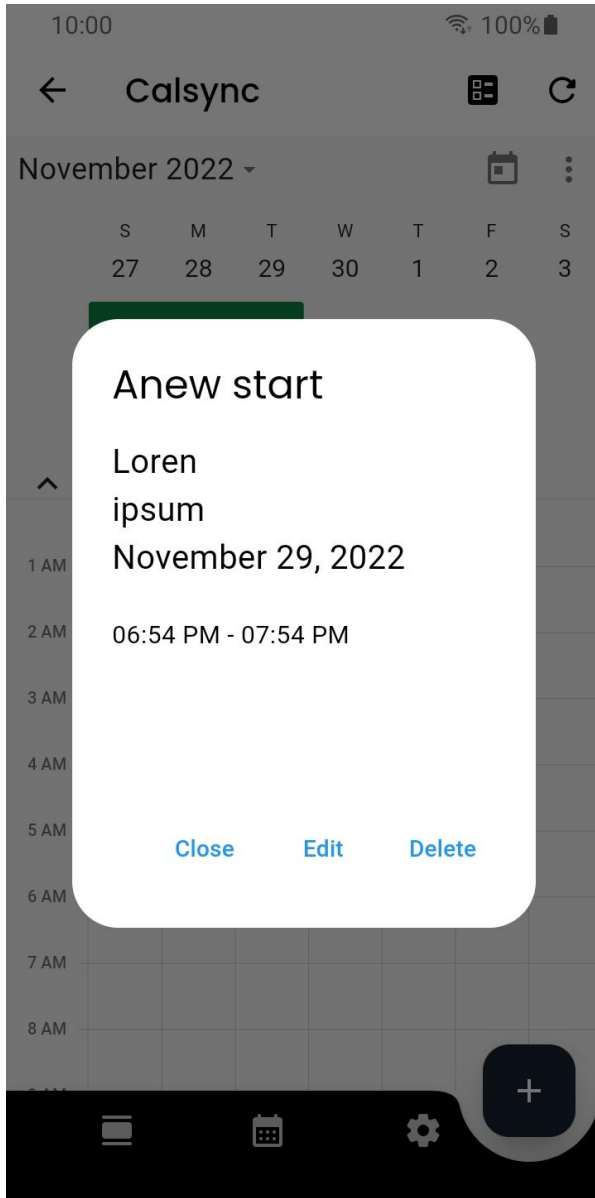 10:00 100%
Calsync
November 2022
S M T W T F S
27 28 29 30 1 2 3
Anew start
Loren
ipsum
November 29, 2022
1 AM
2 AM
06:54 PM - 07:54 PM
3 AM
4 AM
5 AM
Close Edit Delete
6 AM
7 AM
8 AM